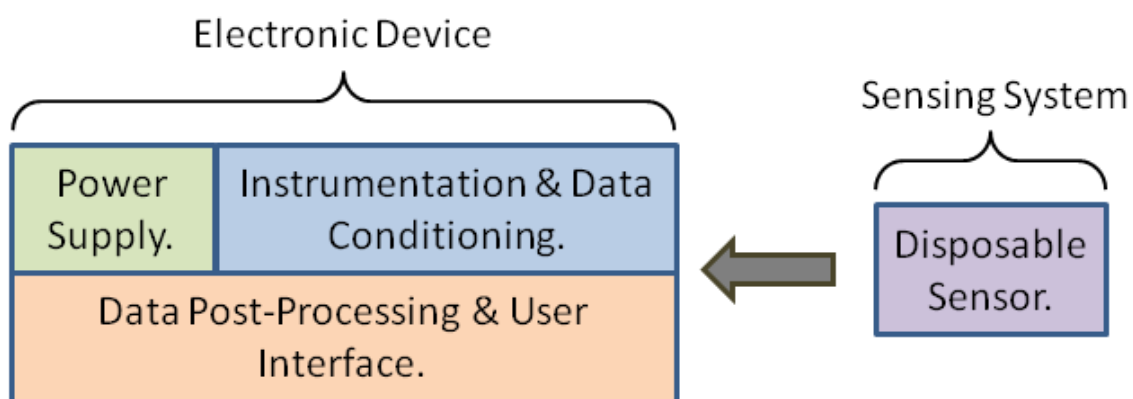 Electronic Device
Sensing System
Power
Supply.
Instrumentation & Data
Conditioning.
Disposable
Sensor.
Data Post-Processing & User
Interface.